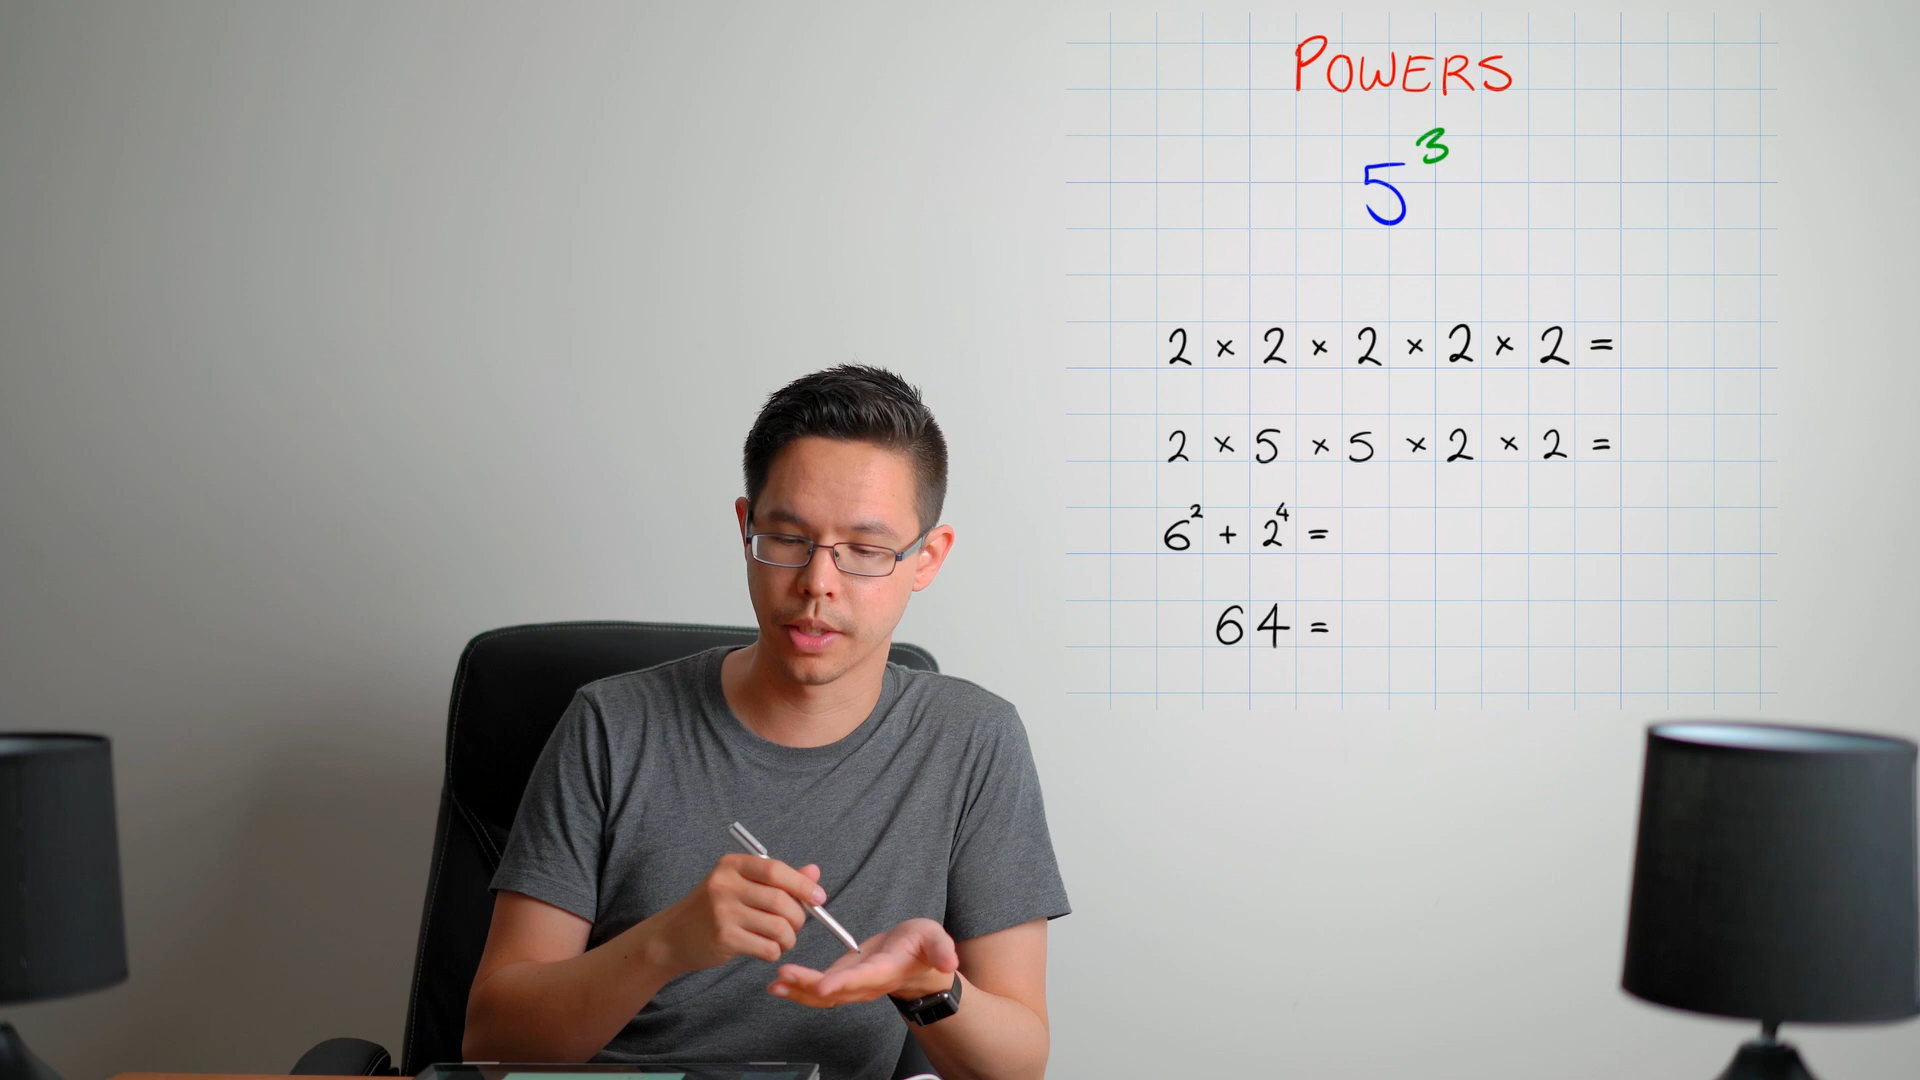 POWERS
5³
2 × 2 × 2 × 2 × 2 =
2 × 5 × 5 × 2 × 2 =
6² + 2⁴ =
64 =